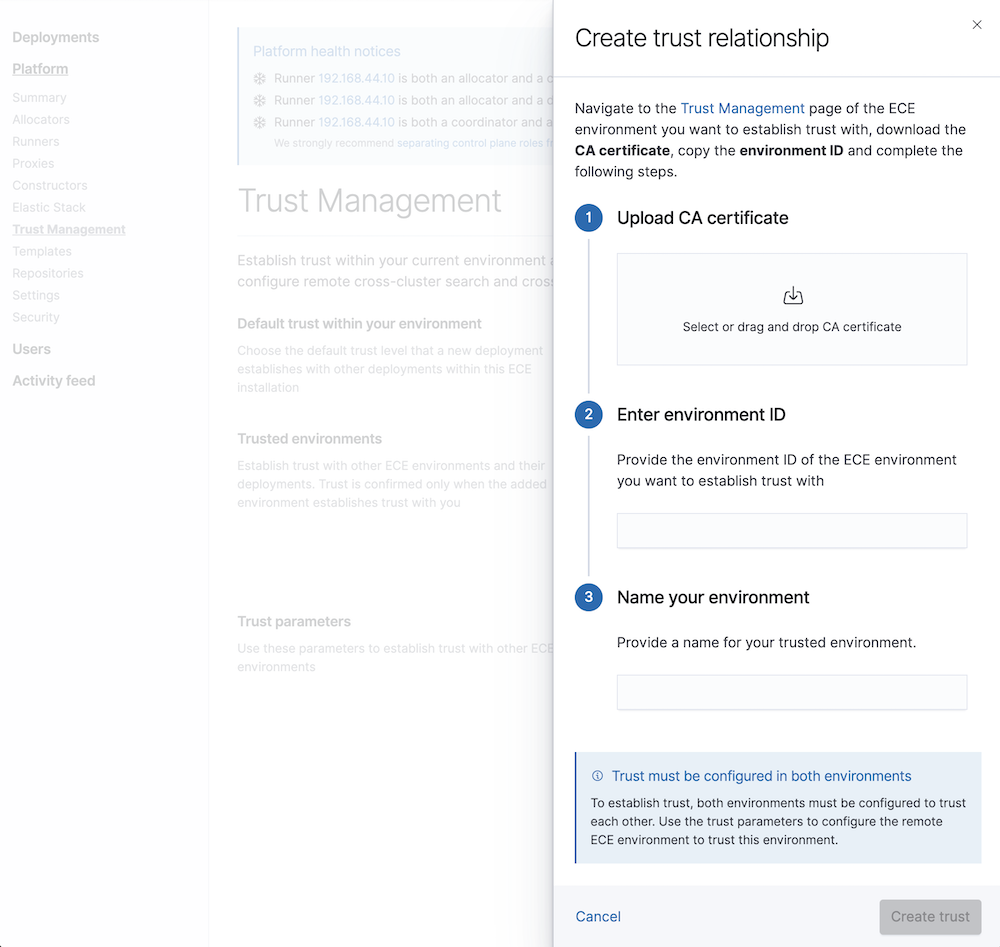 Deployments
Platform
Summary
Allocators
Runners
Proxies
Constructors
Elastic Stack
Trust Management
Templates
Repositories
Settings
Security
Users
Activity feed
Platform health notices
Runner 192.168.44.10 is both an allocator and a
Runner 192.168.44.10 is both an allocator and a
Runner 192.168.44.10 is both a coordinator and
We strongly recommend separating control plane roles
Trust Management
Establish trust within your current environment
configure remote cross-cluster search and
Default trust within your environment
Choose the default trust level that a new deployment
establishes with other deployments within this ECE
installation
Trusted environments
Establish trust with other ECE environments and their
deployments. Trust is confirmed only when the added
environment establishes trust with you
Trust parameters
Use these parameters to establish trust with other ECE
environments
Create trust relationship
Navigate to the Trust Management page of the ECE
environment you want to establish trust with, download the
CA certificate, copy the environment ID and complete the
following steps.
1 Upload CA certificate
Select or drag and drop CA certificate
2 Enter environment ID
Provide the environment ID of the ECE environment
you want to establish trust with
3 Name your environment
Provide a name for your trusted environment.
Trust must be configured in both environments
To establish trust, both environments must be configured to trust
each other. Use the trust parameters to configure the remote
ECE environment to trust this environment.
Cancel
Create trust